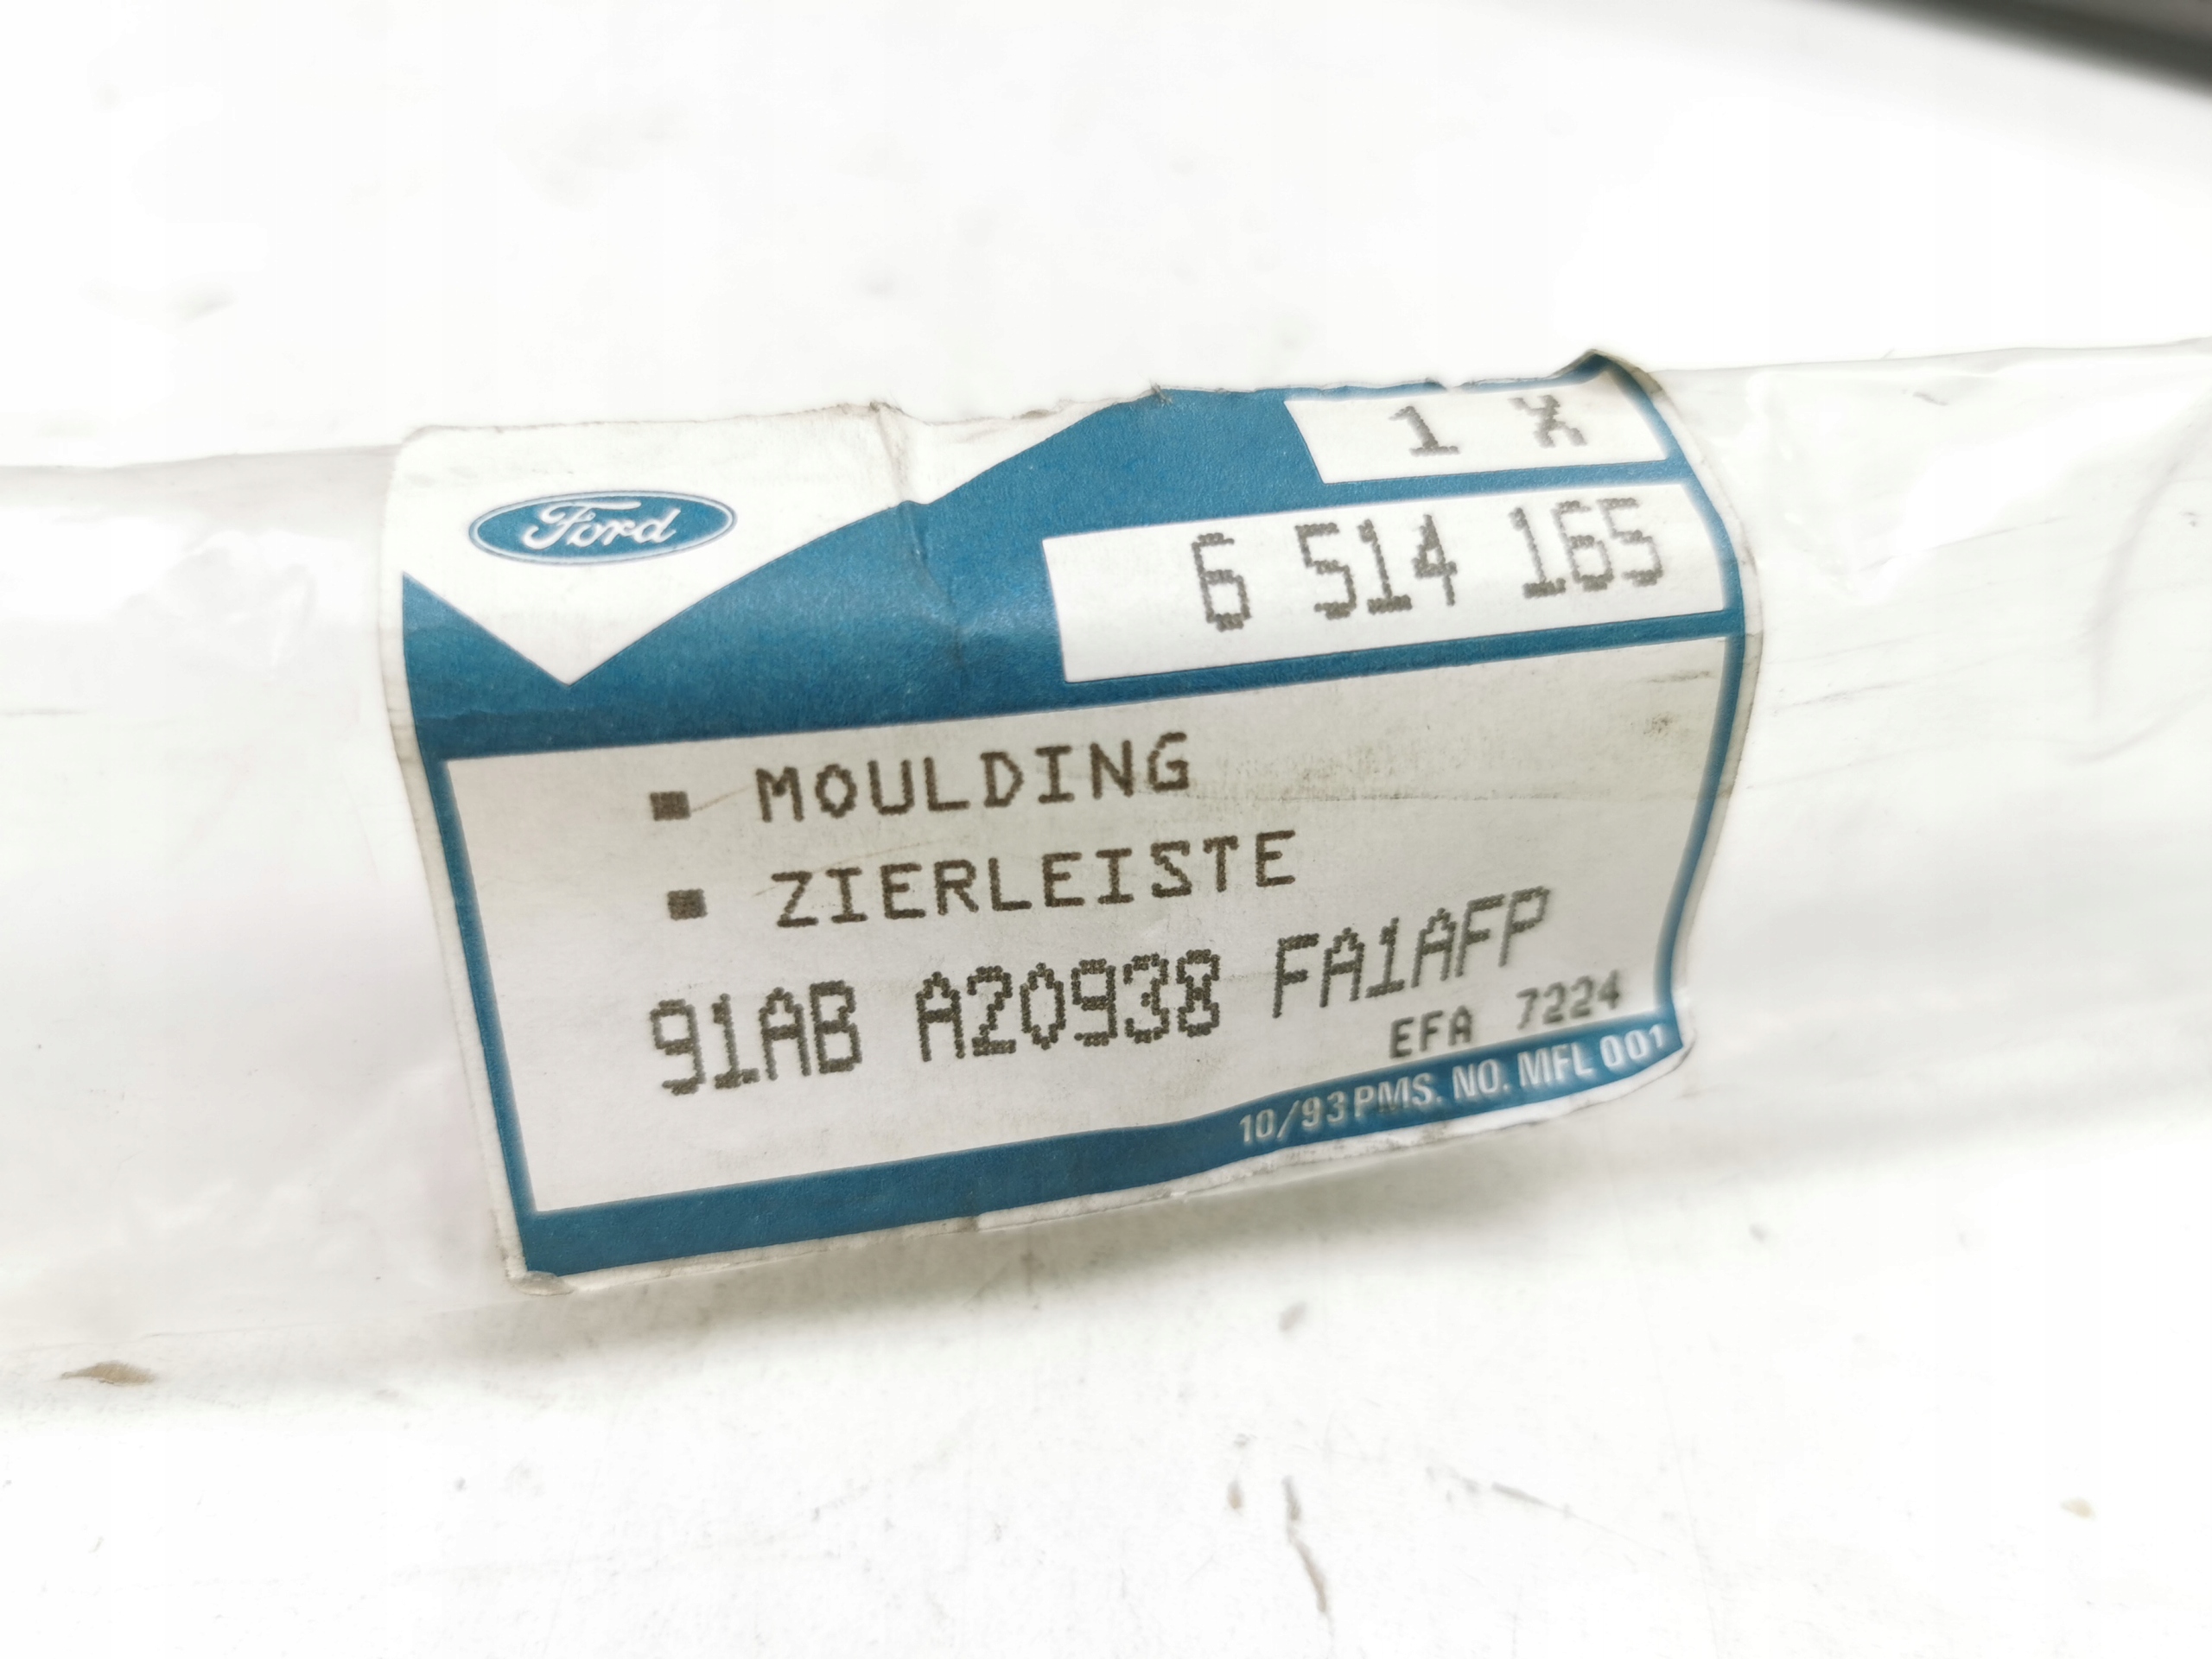 Ford
1 X
6 514 165
▪ MOULDING
▪ ZIERLEISTE
91AB A20938 FA1AFP
EFA 7224
10/93 PMS. NO. MFL 001